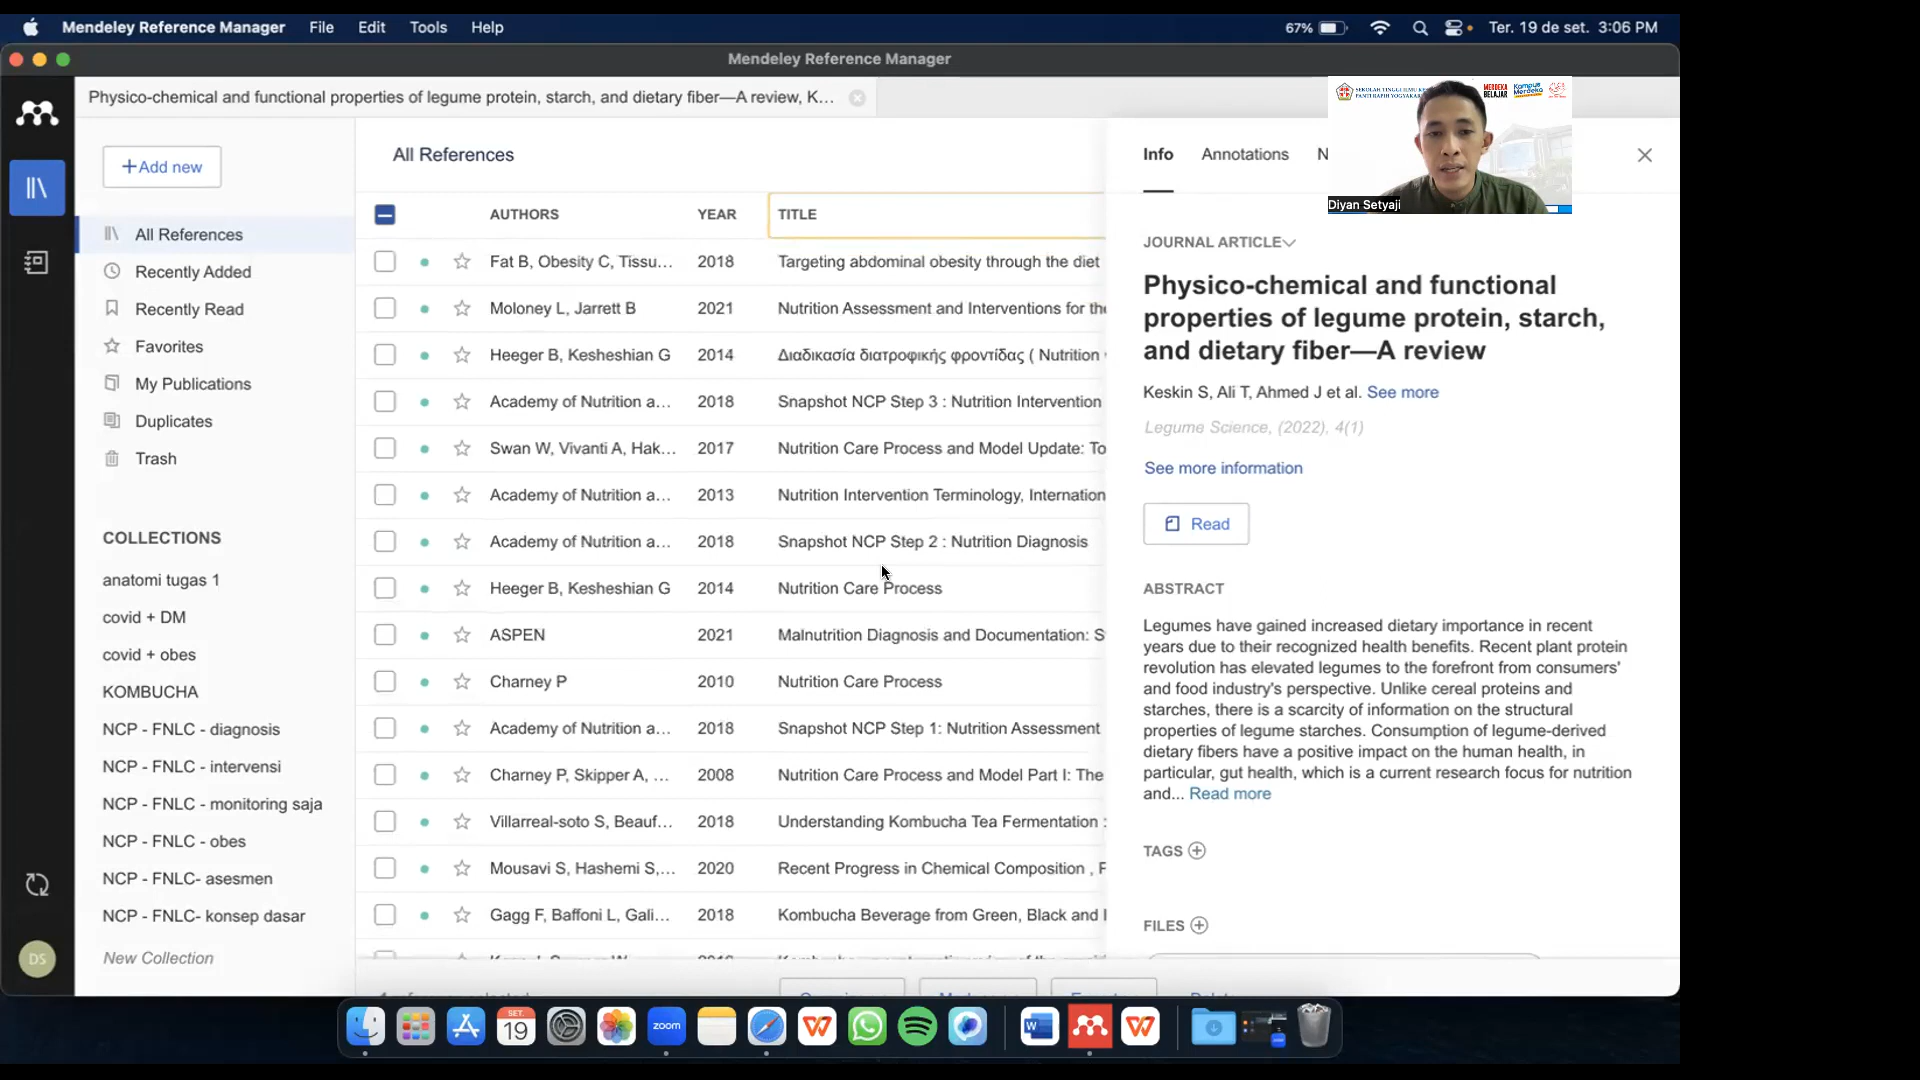 Mendeley Reference Manager File Edit Tools Help 67% Ter. 19 de set. 3:06 PM
Mendeley Reference Manager
Physico-chemical and functional properties of legume protein, starch, and dietary fiber—A review, K...
+Add new
All References
Recently Added
Recently Read
Favorites
My Publications
Duplicates
Trash
COLLECTIONS
anatomi tugas 1
covid + DM
covid + obes
KOMBUCHA
NCP - FNLC - diagnosis
NCP - FNLC - intervensi
NCP - FNLC - monitoring saja
NCP - FNLC - obes
NCP - FNLC- asesmen
NCP - FNLC- konsep dasar
New Collection
DS
All References
AUTHORS YEAR TITLE
Fat B, Obesity C, Tissu... 2018 Targeting abdominal obesity through the diet
Moloney L, Jarrett B 2021 Nutrition Assessment and Interventions for the
Heeger B, Kesheshian G 2014 Διαδικασία διατροφικής φροντίδας ( Nutrition
Academy of Nutrition a... 2018 Snapshot NCP Step 3 : Nutrition Intervention
Swan W, Vivanti A, Hak... 2017 Nutrition Care Process and Model Update: To
Academy of Nutrition a... 2013 Nutrition Intervention Terminology, Internation
Academy of Nutrition a... 2018 Snapshot NCP Step 2 : Nutrition Diagnosis
Heeger B, Kesheshian G 2014 Nutrition Care Process
ASPEN 2021 Malnutrition Diagnosis and Documentation: S
Charney P 2010 Nutrition Care Process
Academy of Nutrition a... 2018 Snapshot NCP Step 1: Nutrition Assessment
Charney P, Skipper A, ... 2008 Nutrition Care Process and Model Part I: The
Villarreal-soto S, Beauf... 2018 Understanding Kombucha Tea Fermentation :
Mousavi S, Hashemi S,... 2020 Recent Progress in Chemical Composition , F
Gagg F, Baffoni L, Gali... 2018 Kombucha Beverage from Green, Black and
Info Annotations N
MERDEKA BELAJAR Kampus Merdeka
Diyan Setyaji
JOURNAL ARTICLE
Physico-chemical and functional
properties of legume protein, starch,
and dietary fiber—A review
Keskin S, Ali T, Ahmed J et al. See more
Legume Science, (2022), 4(1)
See more information
Read
ABSTRACT
Legumes have gained increased dietary importance in recent
years due to their recognized health benefits. Recent plant protein
revolution has elevated legumes to the forefront from consumers'
and food industry's perspective. Unlike cereal proteins and
starches, there is a scarcity of information on the structural
properties of legume starches. Consumption of legume-derived
dietary fibers have a positive impact on the human health, in
particular, gut health, which is a current research focus for nutrition
and... Read more
TAGS
FILES
SET.
19
zoom
W